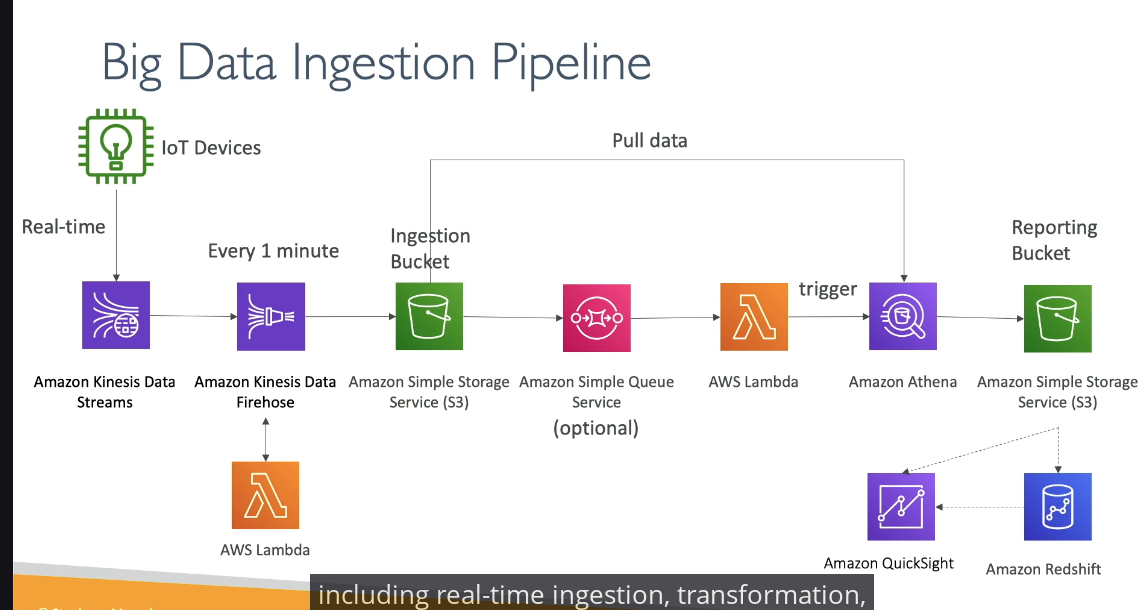 Big Data Ingestion Pipeline
IoT Devices
Pull data
Real-time
Every 1 minute
Ingestion
Bucket
Reporting
Bucket
trigger
Amazon Kinesis Data
Streams
Amazon Kinesis Data
Firehose
Amazon Simple Storage
Service (S3)
Amazon Simple Queue
Service
(optional)
AWS Lambda
Amazon Athena
Amazon Simple Storage
Service (S3)
AWS Lambda
Amazon QuickSight
Amazon Redshift
including real-time ingestion, transformation,